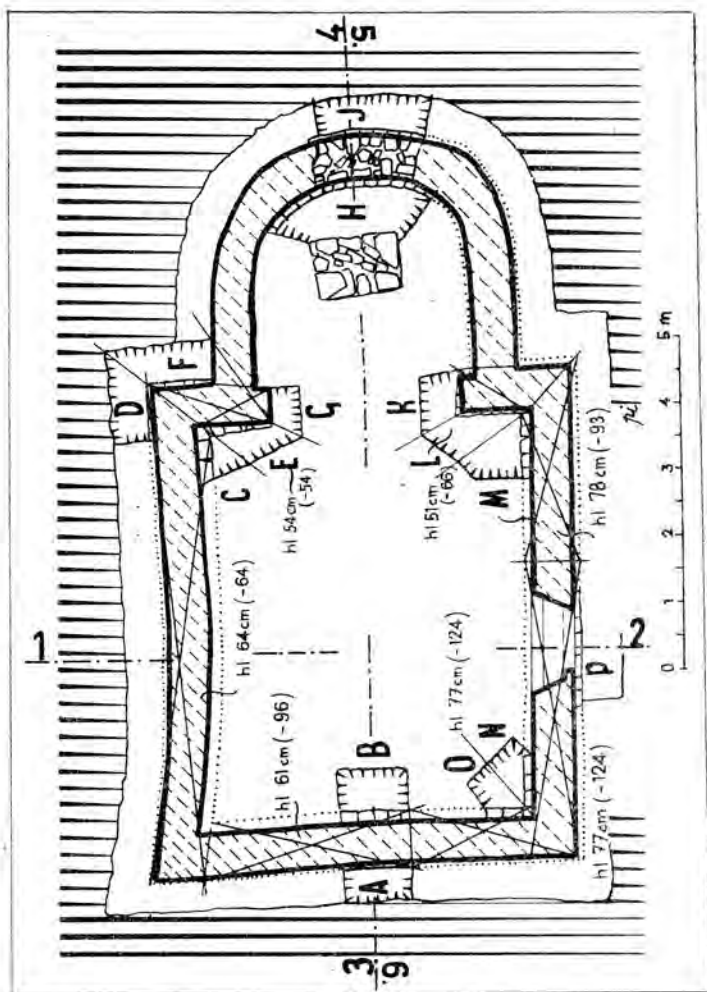 4
5.
J
H
D
F
5 m
G
K
4
C
E
L
M
hl 54cm
(-54)
hl 51cm
(-66)
3
hl 78 cm (-93)
2
hl 64cm (-64)
1
1
2
0
P
hl 61cm (-96)
hl 77cm (-124)
B
O
N
hl 77cm (-124)
A
3
6.